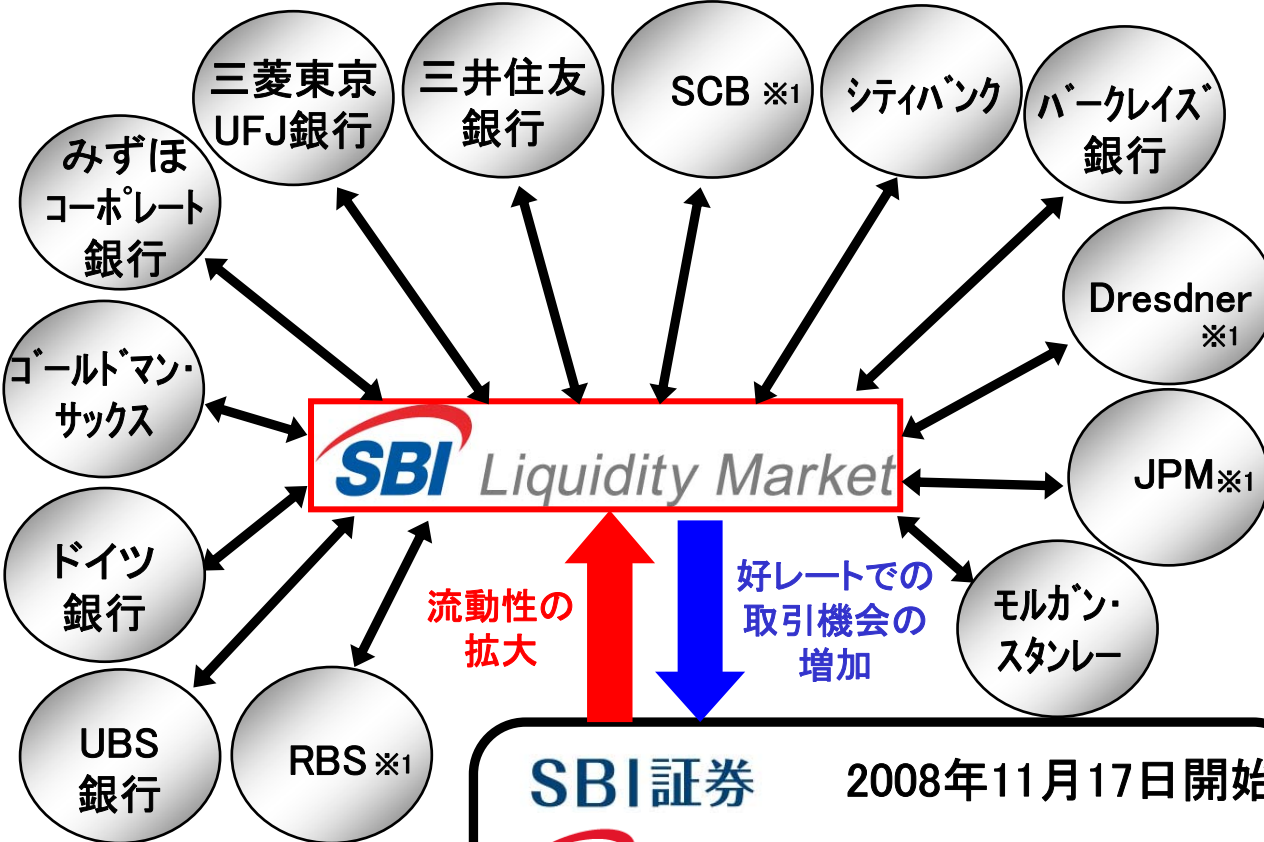 三菱東京
UFJ銀行
三井住友
銀行
SCB ※1
シティバンク
バークレイズ
銀行
みずほ
コーポレート
銀行
Dresdner
※1
ゴールドマン・
サックス
SBI Liquidity Market
JPM※1
ドイツ
銀行
流動性の
拡大
好レートでの
取引機会の
増加
モルガン・
スタンレー
UBS
銀行
RBS ※1
SBI証券
2008年11月17日開始